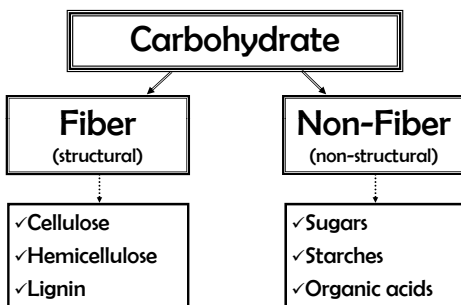 Carbohydrate
Fiber
(structural)
Non-Fiber
(non-structural)
✓Cellulose
✓Hemicellulose
✓Lignin
✓Sugars
✓Starches
✓Organic acids